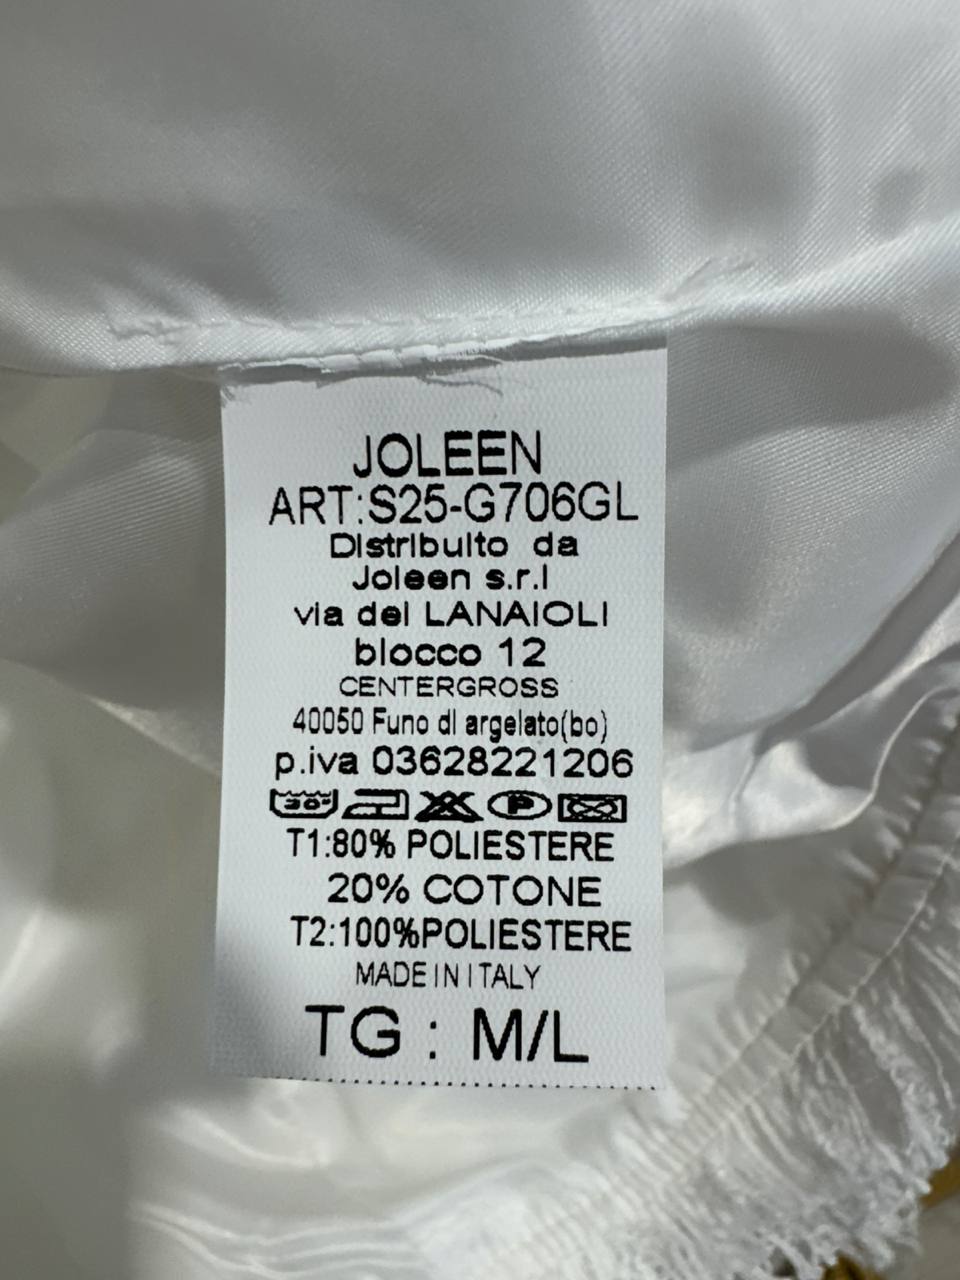 JOLEEN
ART:S25-G706GL
Distribuito da
Joleen s.r.l
via dei LANAIOLI
blocco 12
CENTERGROSS
40050 Funo di argelato(bo)
p.iva 03628221206
30° P
T1:80% POLIESTERE
20% COTONE
T2:100%POLIESTERE
MADE IN ITALY
TG : M/L